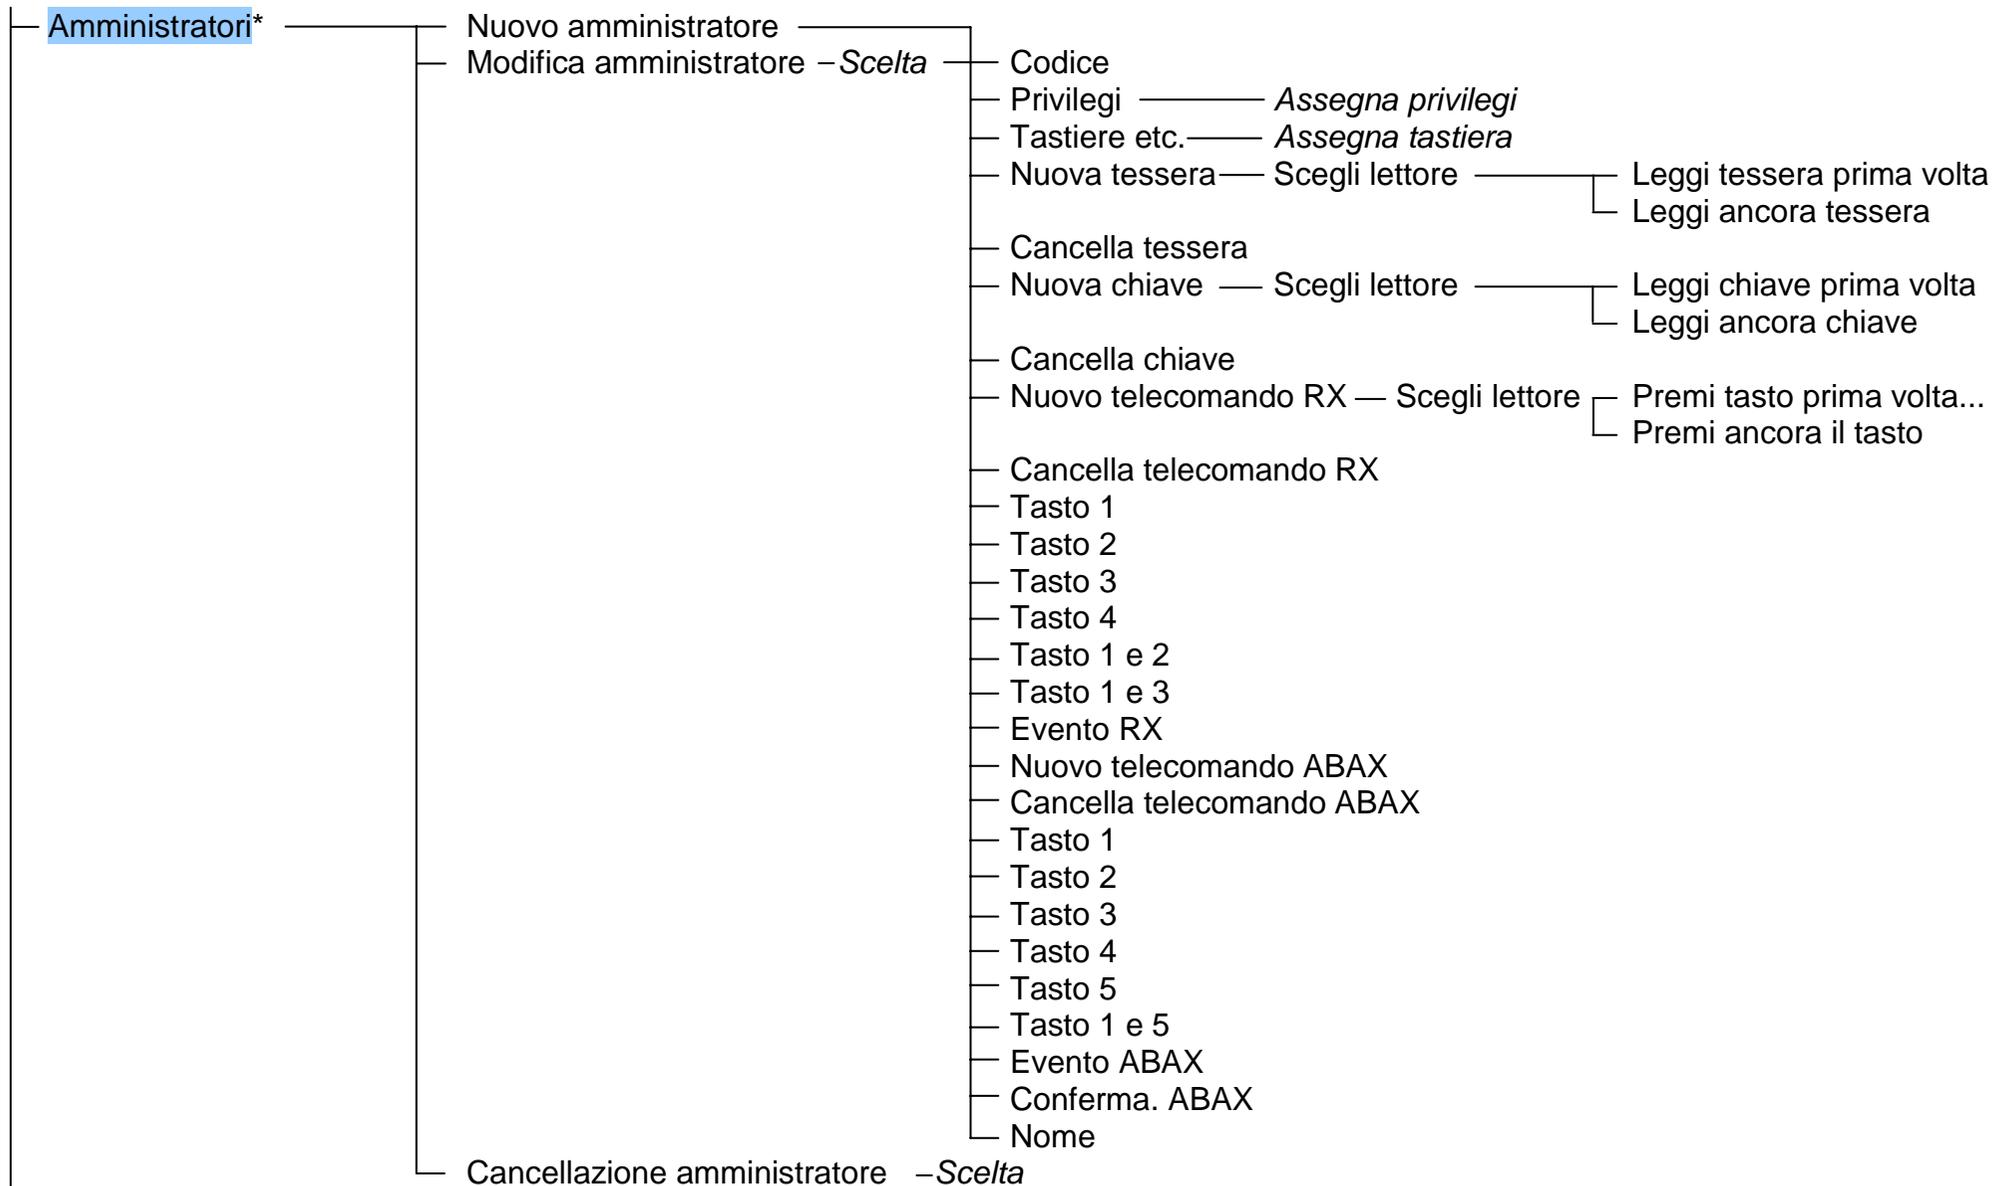 Amministratori* Nuovo amministratore
Modifica amministratore – Scelta Codice
Privilegi Assegna privilegi
Tastiere etc. Assegna tastiera
Nuova tessera Scegli lettore Leggi tessera prima volta
Leggi ancora tessera
Cancella tessera
Nuova chiave Scegli lettore Leggi chiave prima volta
Leggi ancora chiave
Cancella chiave
Nuovo telecomando RX Scegli lettore Premi tasto prima volta...
Premi ancora il tasto
Cancella telecomando RX
Tasto 1
Tasto 2
Tasto 3
Tasto 4
Tasto 1 e 2
Tasto 1 e 3
Evento RX
Nuovo telecomando ABAX
Cancella telecomando ABAX
Tasto 1
Tasto 2
Tasto 3
Tasto 4
Tasto 5
Tasto 1 e 5
Evento ABAX
Conferma. ABAX
Nome
Cancellazione amministratore – Scelta